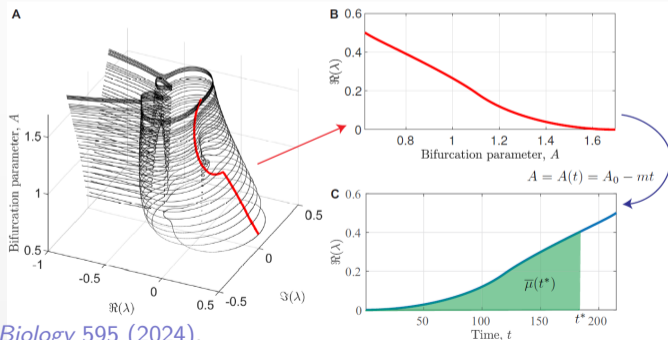 A
Bifurcation parameter, A
1.5
1
0.5
-1
-0.5
0
0.5
ℜ(λ)
-0.5
0
0.5
ℑ(λ)
B
0.6
0.4
0.2
0
ℜ(λ)
0.8
1
1.2
1.4
1.6
Bifurcation parameter, A
A = A(t) = A₀ − mt
C
0.6
0.4
0.2
0
ℜ(λ)
μ̅(t*)
50
100
150
t* 200
Time, t
Biology 595 (2024).